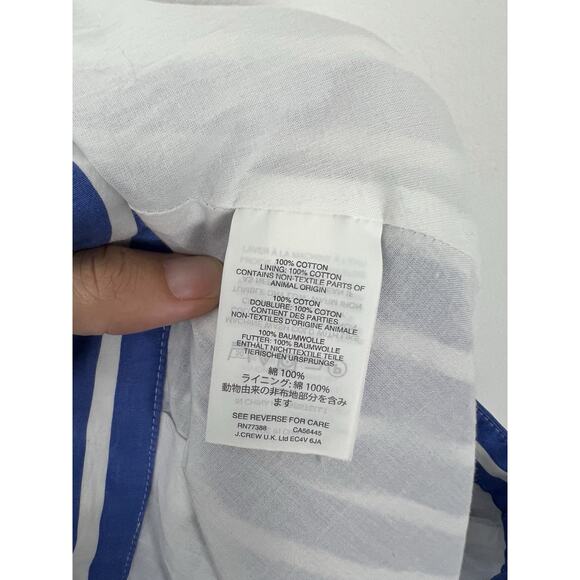 100% COTTON
LINING: 100% COTTON
CONTAINS NON-TEXTILE PARTS OF
ANIMAL ORIGIN
100% COTON
DOUBLURE: 100% COTON
CONTIENT DES PARTIES
NON-TEXTILES D'ORIGINE ANIMALE
100% BAUMWOLLE
FUTTER: 100% BAUMWOLLE
ENTHÄLT NICHTTEXTILE TEILE
TIERISCHEN URSPRUNGS
綿 100%
ライニング: 綿 100%
動物由来の非布地部分を含み
ます
SEE REVERSE FOR CARE
RN77388 CA56445
J.CREW U.K. Ltd EC4V 6JA